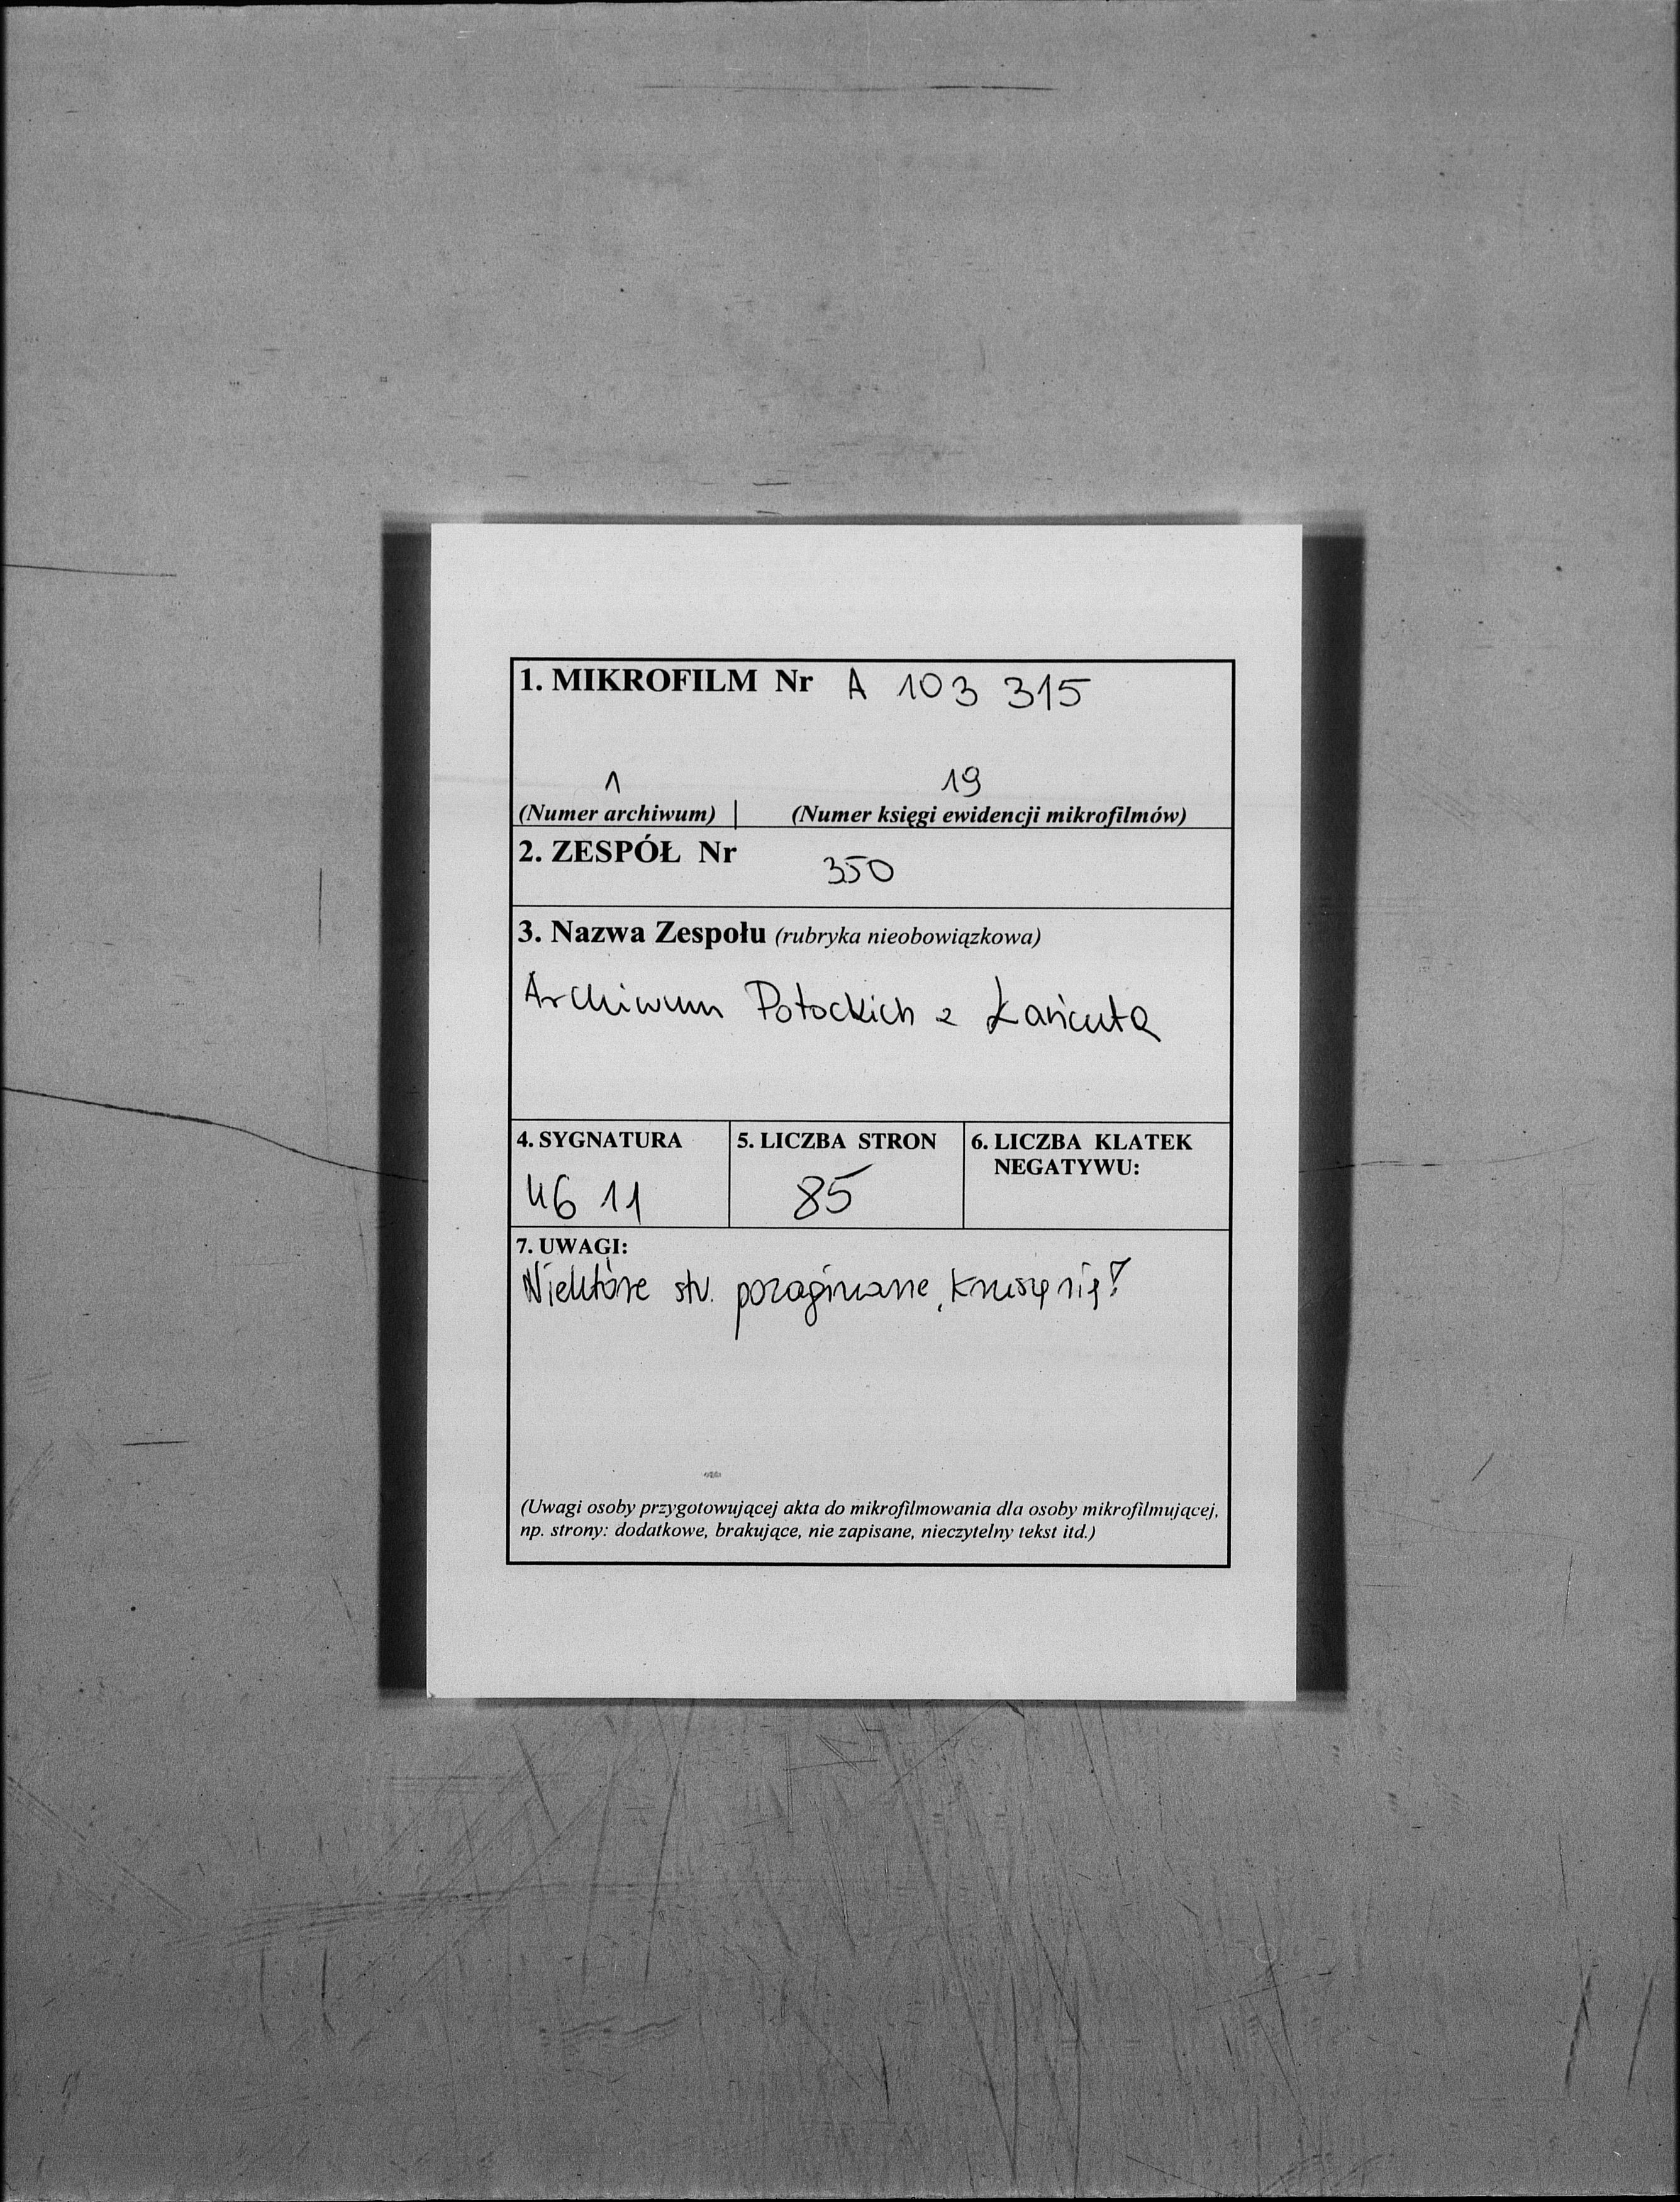 1. MIKROFILM Nr A 103 315
1 19
(Numer archiwum) | (Numer księgi ewidencji mikrofilmów)
2. ZESPÓŁ Nr 350
3. Nazwa Zespołu (rubryka nieobowiązkowa)
Archiwum Potockich z Łańcuta
4. SYGNATURA
4611
5. LICZBA STRON
85
6. LICZBA KLATEK
NEGATYWU:
7. UWAGI:
Niektóre str. pozaginane, kruszą się!
(Uwagi osoby przygotowującej akta do mikrofilmowania dla osoby mikrofilmującej,
np. strony: dodatkowe, brakujące, nie zapisane, nieczytelny tekst itd.)